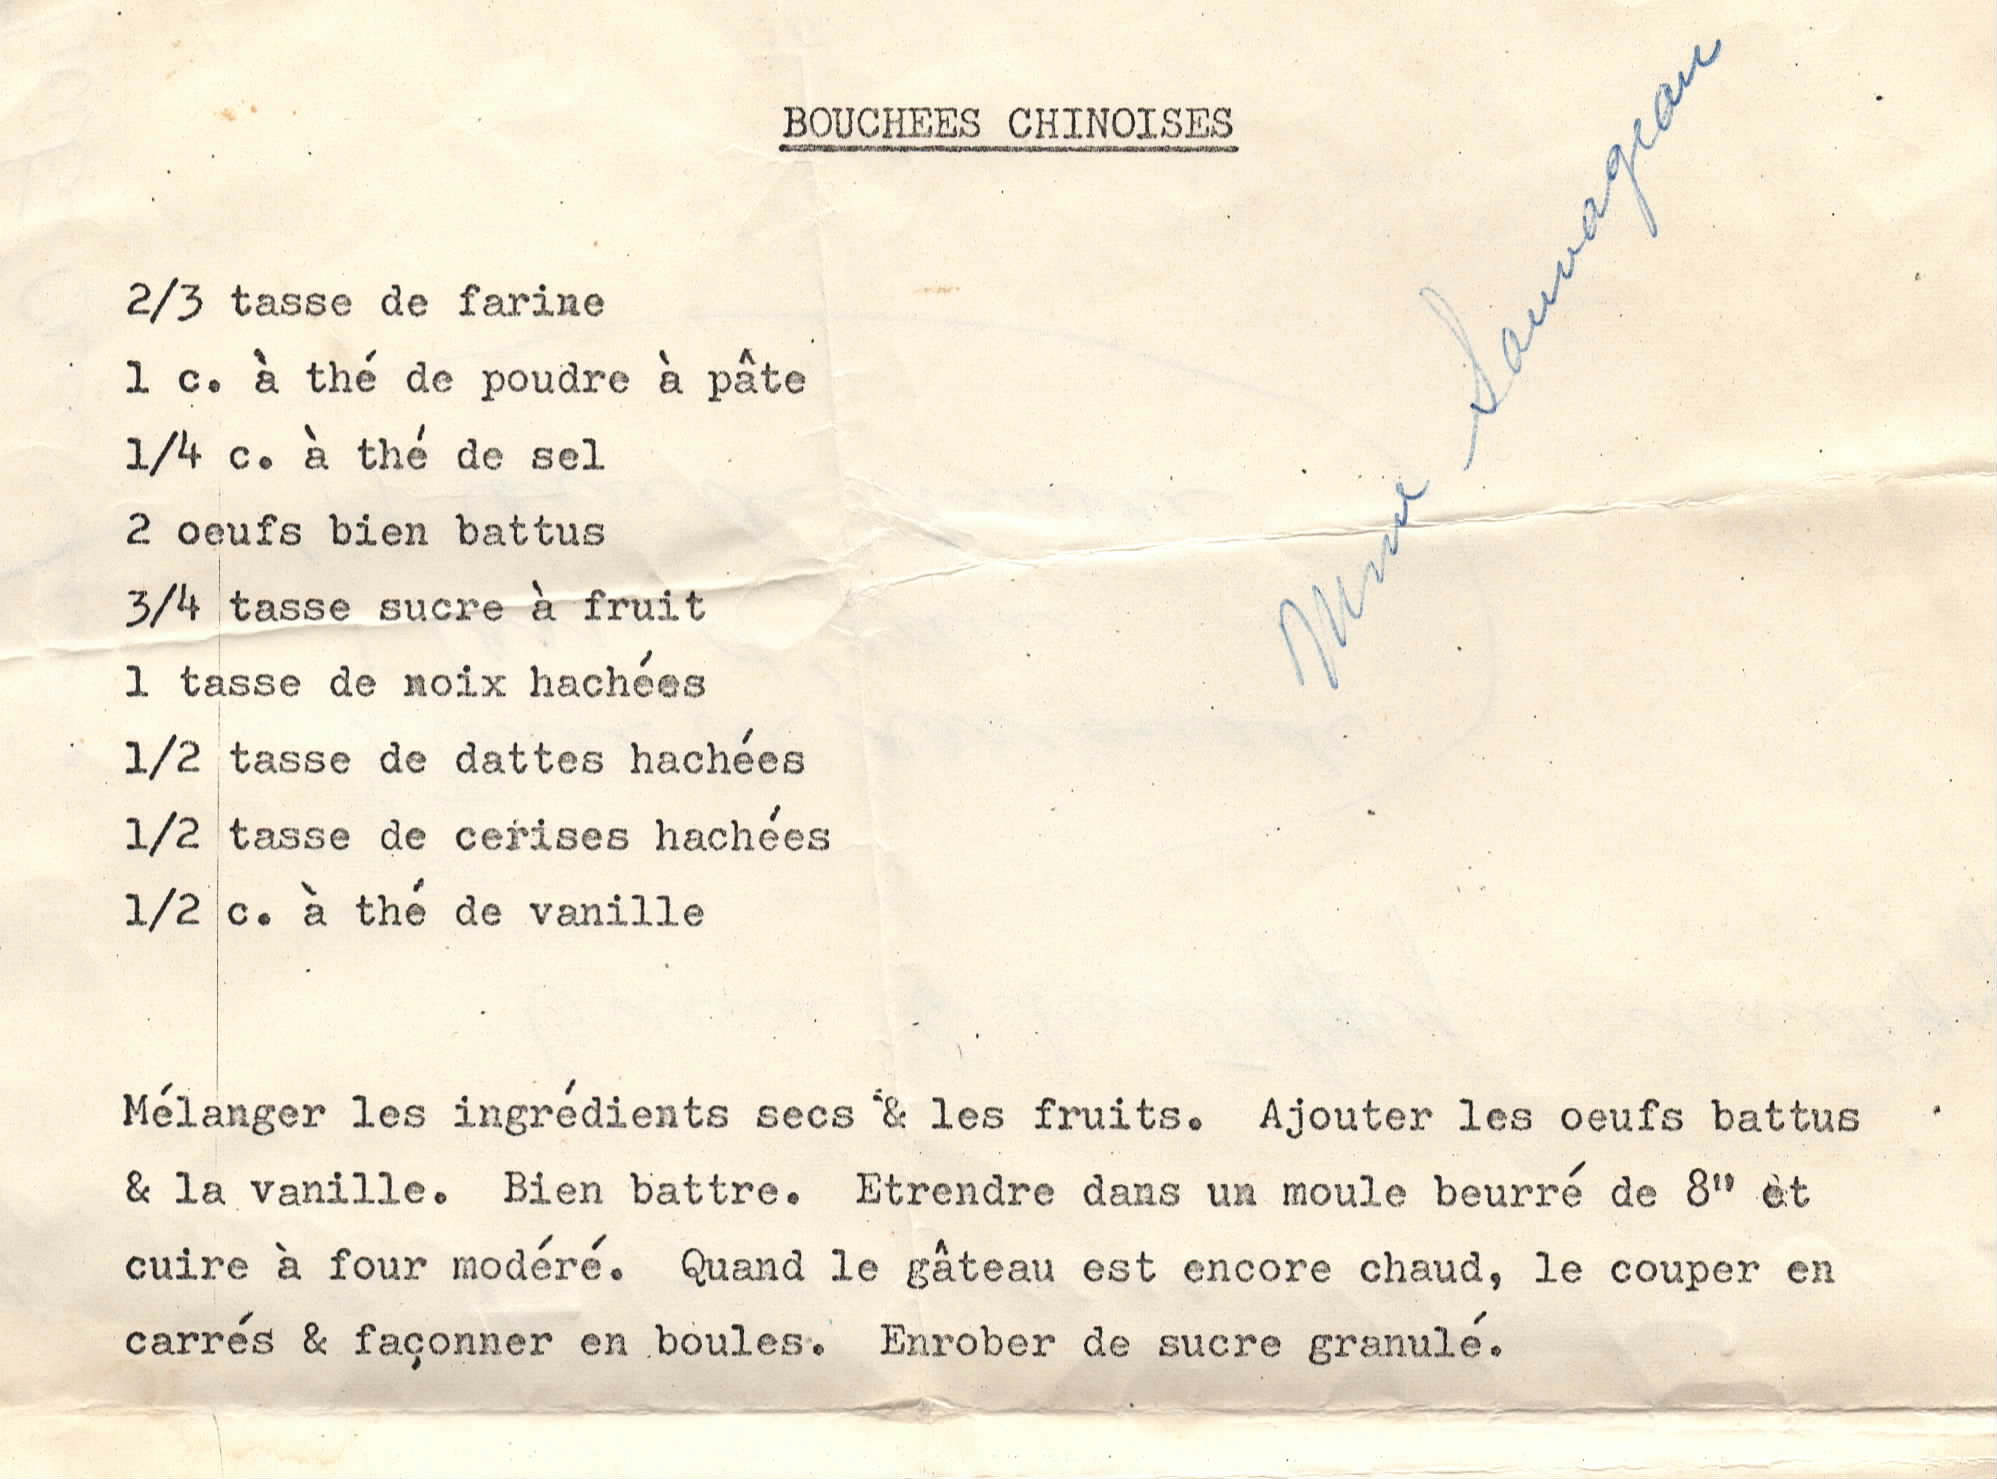 BOUCHEES CHINOISES
Mme Sauvageau
2/3 tasse de farine
1 c. à thé de poudre à pâte
1/4 c. à thé de sel
2 oeufs bien battus
3/4 tasse sucre à fruit
1 tasse de noix hachées
1/2 tasse de dattes hachées
1/2 tasse de cerises hachées
1/2 c. à thé de vanille
Mélanger les ingrédients secs & les fruits. Ajouter les oeufs battus
& la vanille. Bien battre. Etrendre dans un moule beurré de 8" et
cuire à four modéré. Quand le gâteau est encore chaud, le couper en
carrés & façonner en boules. Enrober de sucre granulé.